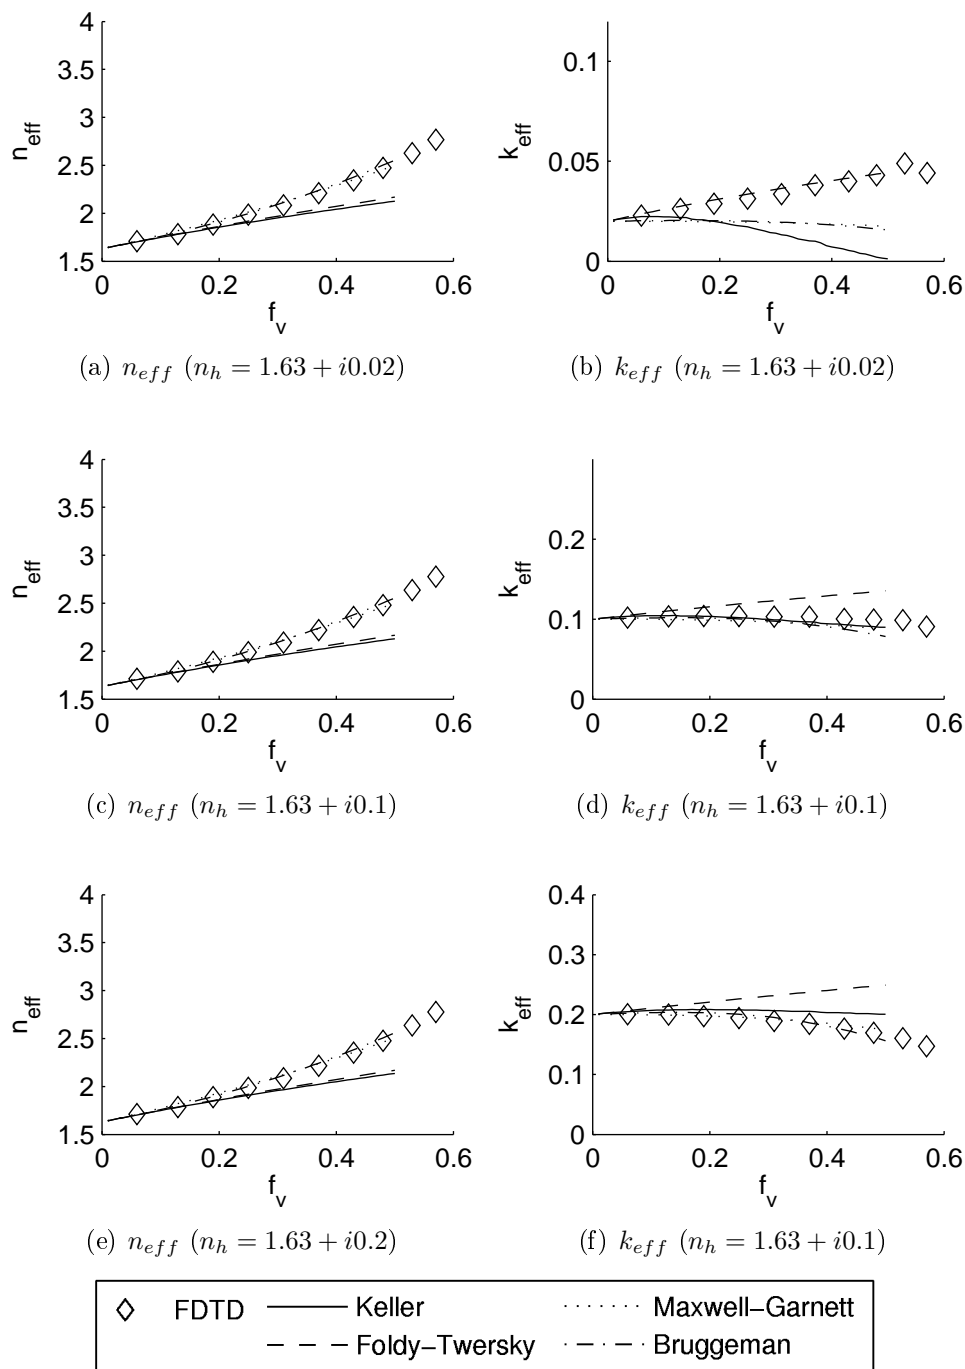 4
3.5
3
2.5
2
1.5
n_eff
0 0.2 0.4 0.6
f_v
(a) n_eff (n_h = 1.63 + i0.02)
0.1
0.05
0
k_eff
0 0.2 0.4 0.6
f_v
(b) k_eff (n_h = 1.63 + i0.02)
4
3.5
3
2.5
2
1.5
n_eff
0 0.2 0.4 0.6
f_v
(c) n_eff (n_h = 1.63 + i0.1)
0.2
0.1
0
k_eff
0 0.2 0.4 0.6
f_v
(d) k_eff (n_h = 1.63 + i0.1)
4
3.5
3
2.5
2
1.5
n_eff
0 0.2 0.4 0.6
f_v
(e) n_eff (n_h = 1.63 + i0.2)
0.4
0.3
0.2
0.1
0
k_eff
0 0.2 0.4 0.6
f_v
(f) k_eff (n_h = 1.63 + i0.1)
FDTD
Keller
Maxwell-Garnett
Foldy-Twersky
Bruggeman